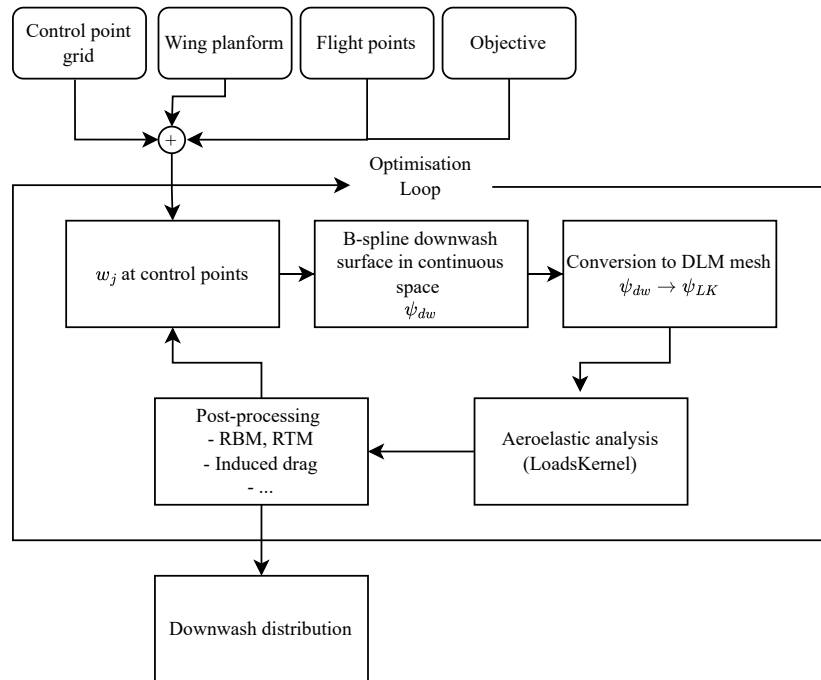 Control point
grid
Wing planform
Flight points
Objective
+
Optimisation
Loop
w_j at control points
B-spline downwash
surface in continuous
space
ψ_dw
Conversion to DLM mesh
ψ_dw → ψ_LK
Post-processing
- RBM, RTM
- Induced drag
- ...
Aeroelastic analysis
(LoadsKernel)
Downwash distribution